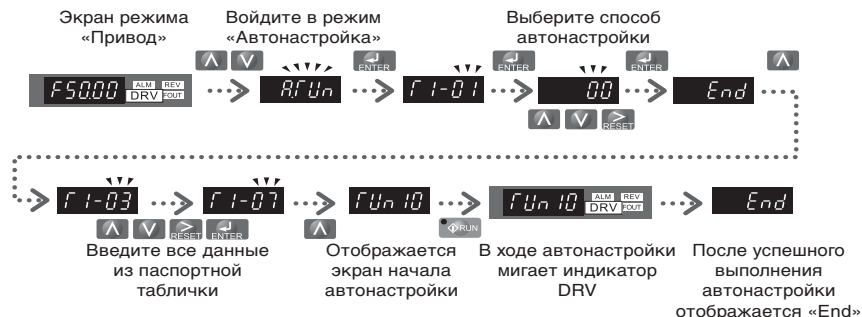 Экран режима
«Привод»
Войдите в режим
«Автонастройка»
Выберите способ
автонастройки
F50.00
ALM
REV
DRV
FOUT
ENTER
ATUn
T1-01
ENTER
00
ENTER
End
RESET
T1-03
T1-07
TUn10
TUn10
ALM
REV
DRV
FOUT
End
RESET
ENTER
RUN
Введите все данные
из паспортной
таблички
Отображается
экран начала
автонастройки
В ходе автонастройки
мигает индикатор
DRV
После успешного
выполнения
автонастройки
отображается «End»